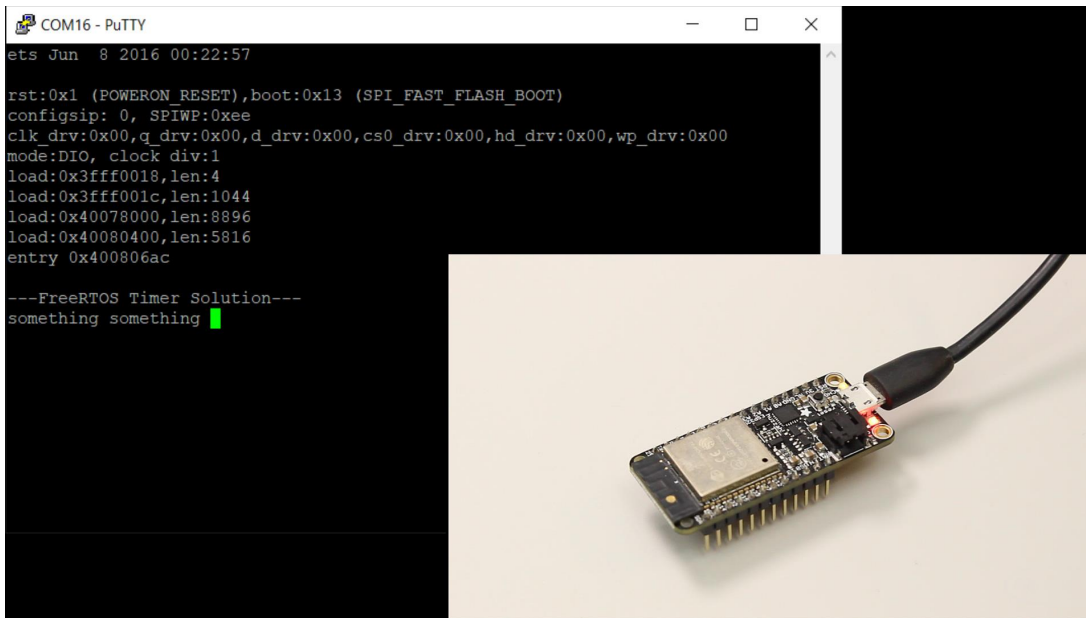 COM16 - PuTTY
ets Jun  8 2016 00:22:57
rst:0x1 (POWERON_RESET),boot:0x13 (SPI_FAST_FLASH_BOOT)
configsip: 0, SPIWP:0xee
clk_drv:0x00,q_drv:0x00,d_drv:0x00,cs0_drv:0x00,hd_drv:0x00,wp_drv:0x00
mode:DIO, clock div:1
load:0x3fff0018,len:4
load:0x3fff001c,len:1044
load:0x40078000,len:8896
load:0x40080400,len:5816
entry 0x400806ac
---FreeRTOS Timer Solution---
something something